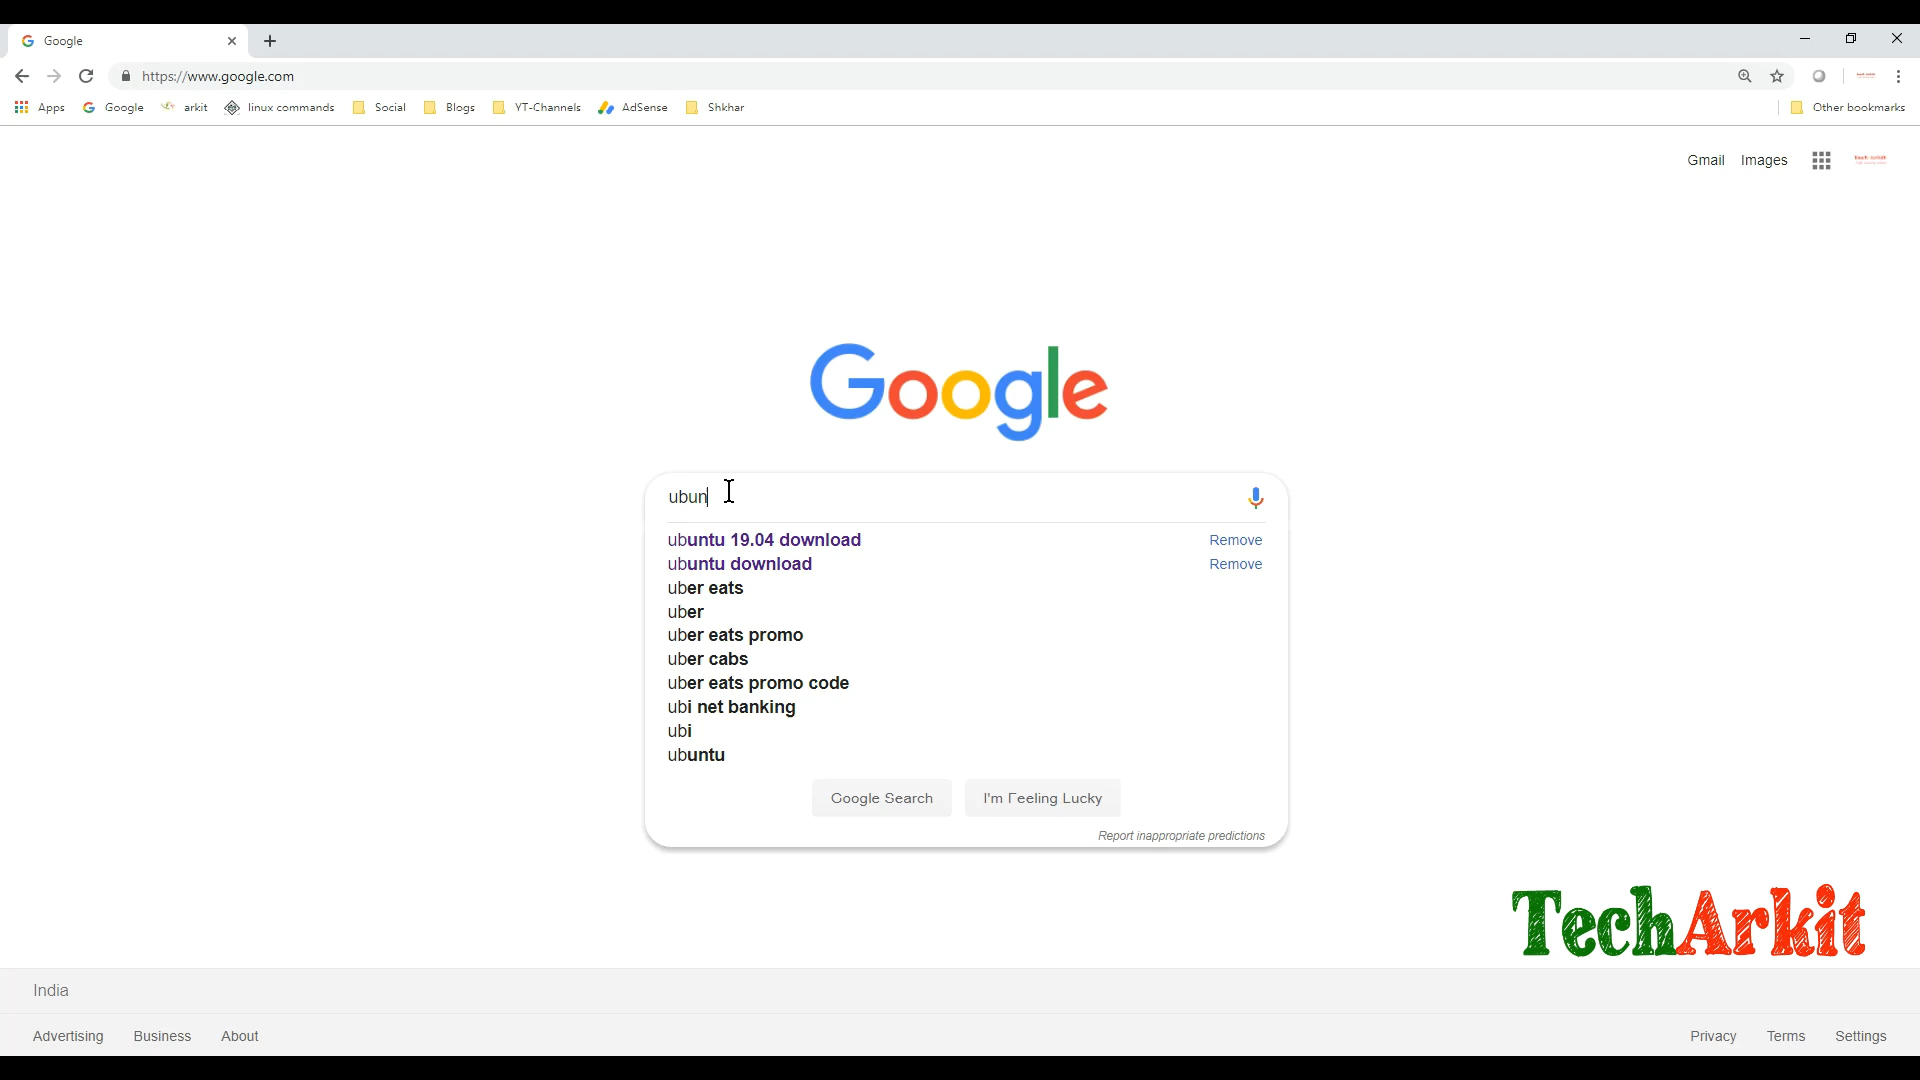 Google
https://www.google.com
Apps Google arkit linux commands Social Blogs YT-Channels AdSense Shkhar Other bookmarks
Gmail Images
Google
ubun
ubuntu 19.04 download Remove
ubuntu download Remove
uber eats
uber
uber eats promo
uber cabs
uber eats promo code
ubi net banking
ubi
ubuntu
Google Search I'm Feeling Lucky
Report inappropriate predictions
TechArkit
India
Advertising Business About Privacy Terms Settings